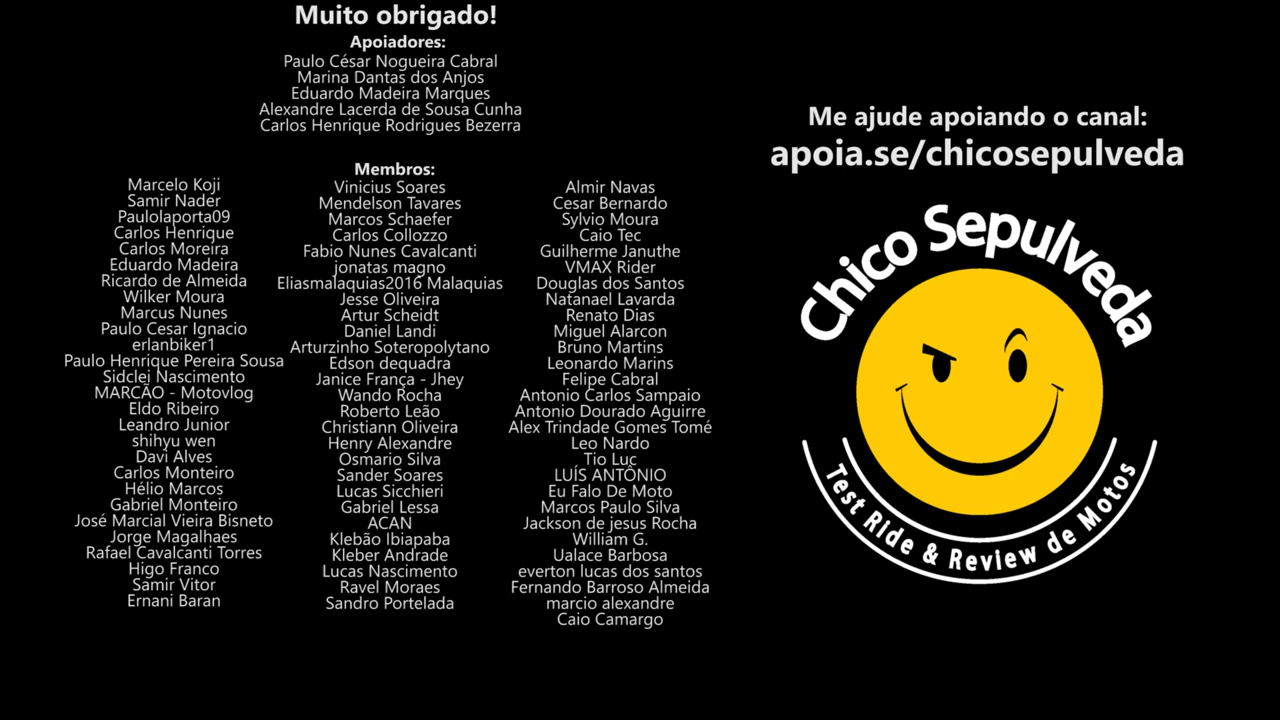 Muito obrigado!
Apoiadores:
Paulo César Nogueira Cabral
Marina Dantas dos Anjos
Eduardo Madeira Marques
Alexandre Lacerda de Sousa Cunha
Carlos Henrique Rodrigues Bezerra
Membros:
Marcelo Koji
Samir Nader
Paulolaporta09
Carlos Henrique
Carlos Moreira
Eduardo Madeira
Ricardo de Almeida
Wilker Moura
Marcus Nunes
Paulo Cesar Ignacio
erlanbiker1
Paulo Henrique Pereira Sousa
Sidclei Nascimento
MARCÃO - Motovlog
Eldo Ribeiro
Leandro Junior
shihyu wen
Davi Alves
Carlos Monteiro
Hélio Marcos
Gabriel Monteiro
José Marcial Vieira Bisneto
Jorge Magalhaes
Rafael Cavalcanti Torres
Higo Franco
Samir Vitor
Ernani Baran
Vinicius Soares
Mendelson Tavares
Marcos Schaefer
Carlos Collozzo
Fabio Nunes Cavalcanti
jonatas magno
Eliasmalaquias2016 Malaquias
Jesse Oliveira
Artur Scheidt
Daniel Landi
Arturzinho Soteropolytano
Edson dequadra
Janice França - Jhey
Wando Rocha
Roberto Leão
Christiann Oliveira
Henry Alexandre
Osmario Silva
Sander Soares
Lucas Sicchieri
Gabriel Lessa
ACAN
Klebão Ibiapaba
Kleber Andrade
Lucas Nascimento
Ravel Moraes
Sandro Portelada
Almir Navas
Cesar Bernardo
Sylvio Moura
Caio Tec
Guilherme Januthe
VMAX Rider
Douglas dos Santos
Natanael Lavarda
Renato Dias
Miguel Alarcon
Bruno Martins
Leonardo Marins
Felipe Cabral
Antonio Carlos Sampaio
Antonio Dourado Aguirre
Alex Trindade Gomes Tomé
Leo Nardo
Tio Luc
LUÍS ANTÔNIO
Eu Falo De Moto
Marcos Paulo Silva
Jackson de jesus Rocha
William G.
Ualace Barbosa
everton lucas dos santos
Fernando Barroso Almeida
marcio alexandre
Caio Camargo
Me ajude apoiando o canal:
apoia.se/chicosepulveda
Chico Sepulveda
Test Ride & Review de Motos